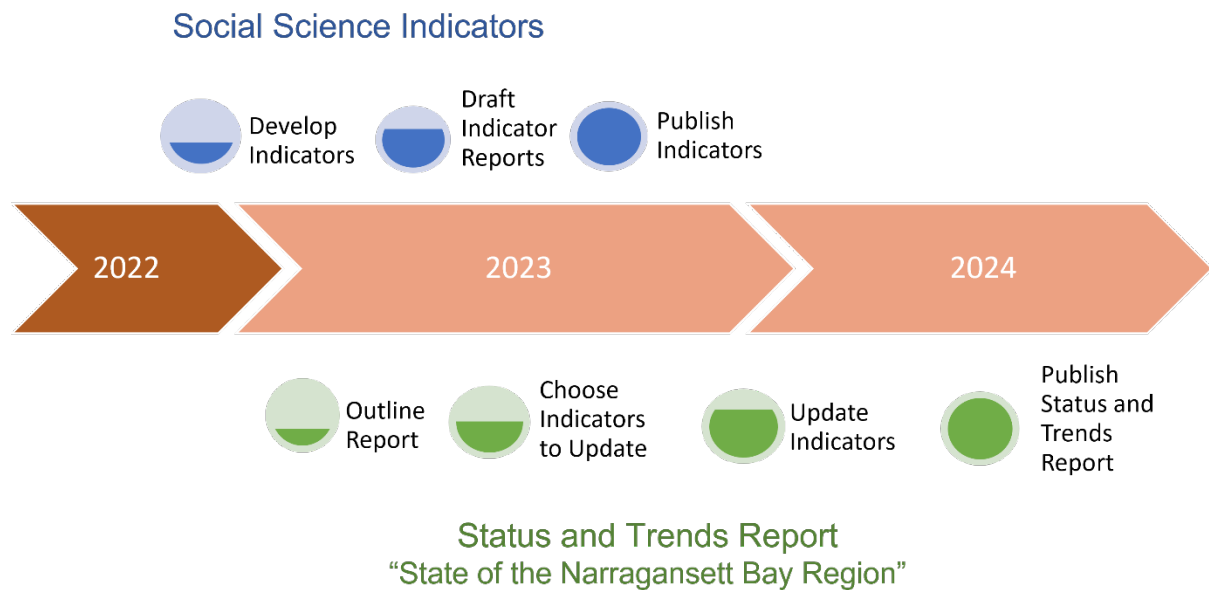 Social Science Indicators
Develop
Indicators
Draft
Indicator
Reports
Publish
Indicators
2022
2023
2024
Outline
Report
Choose
Indicators
to Update
Update
Indicators
Publish
Status and
Trends
Report
Status and Trends Report
“State of the Narragansett Bay Region”